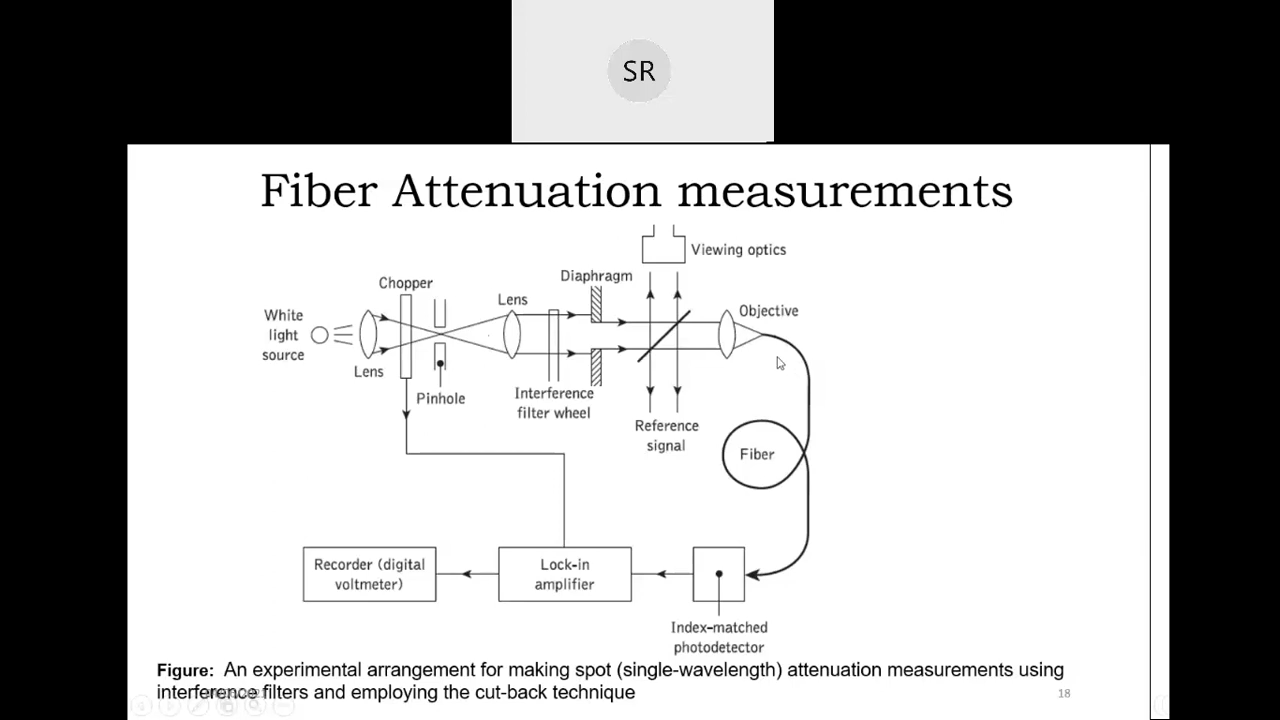 SR
Fiber Attenuation measurements
Viewing optics
Diaphragm
Chopper
Lens
Objective
White
light
source
Lens
Pinhole
Interference
filter wheel
Reference
signal
Fiber
Recorder (digital
voltmeter)
Lock-in
amplifier
Index-matched
photodetector
Figure: An experimental arrangement for making spot (single-wavelength) attenuation measurements using
interference filters and employing the cut-back technique
18